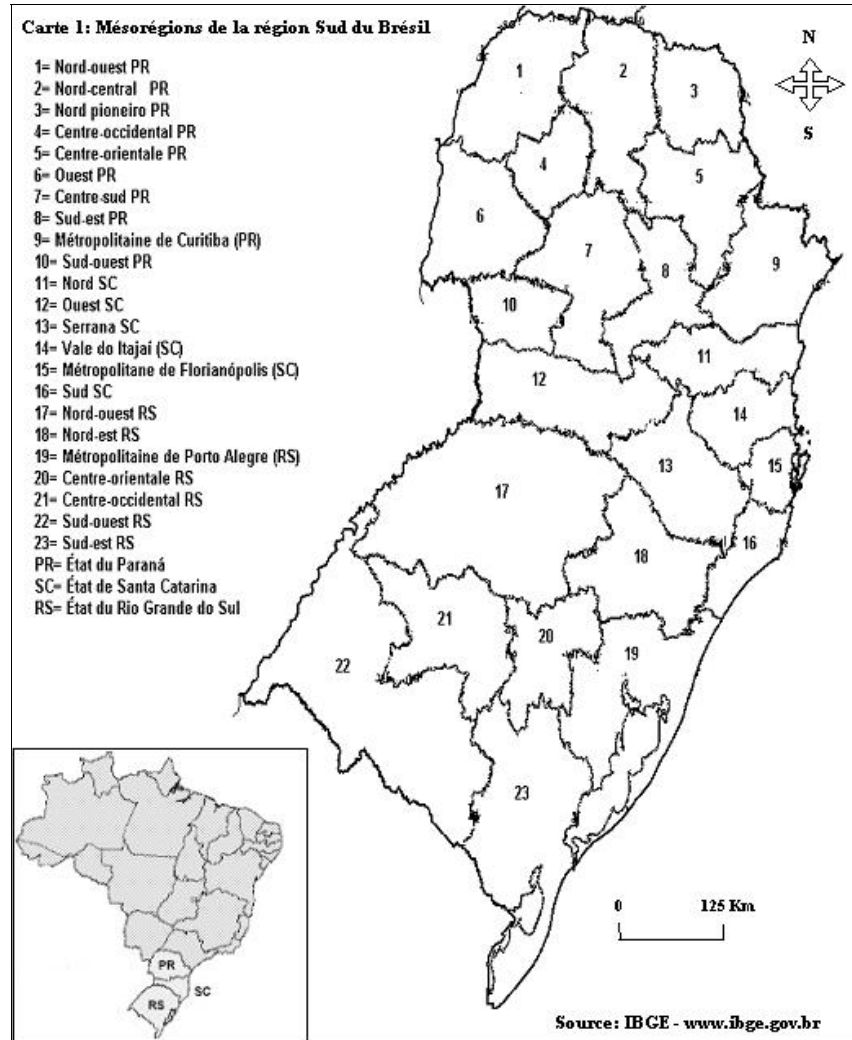 Carte 1: Mésorégions de la région Sud du Brésil
1= Nord-ouest PR
2= Nord-central PR
3= Nord pioneiro PR
4= Centre-occidental PR
5= Centre-orientale PR
6= Ouest PR
7= Centre-sud PR
8= Sud-est PR
9= Métropolitaine de Curitiba (PR)
10= Sud-ouest PR
11= Nord SC
12= Ouest SC
13= Serrana SC
14= Vale do Itajaí (SC)
15= Métropolitane de Florianópolis (SC)
16= Sud SC
17= Nord-ouest RS
18= Nord-est RS
19= Métropolitaine de Porto Alegre (RS)
20= Centre-orientale RS
21= Centre-occidental RS
22= Sud-ouest RS
23= Sud-est RS
PR= État du Paraná
SC= État de Santa Catarina
RS= État du Rio Grande do Sul
N
S
1
2
3
4
5
6
7
8
9
10
11
12
13
14
15
16
17
18
19
20
21
22
23
PR
SC
RS
0 125 Km
Source: IBGE - www.ibge.gov.br